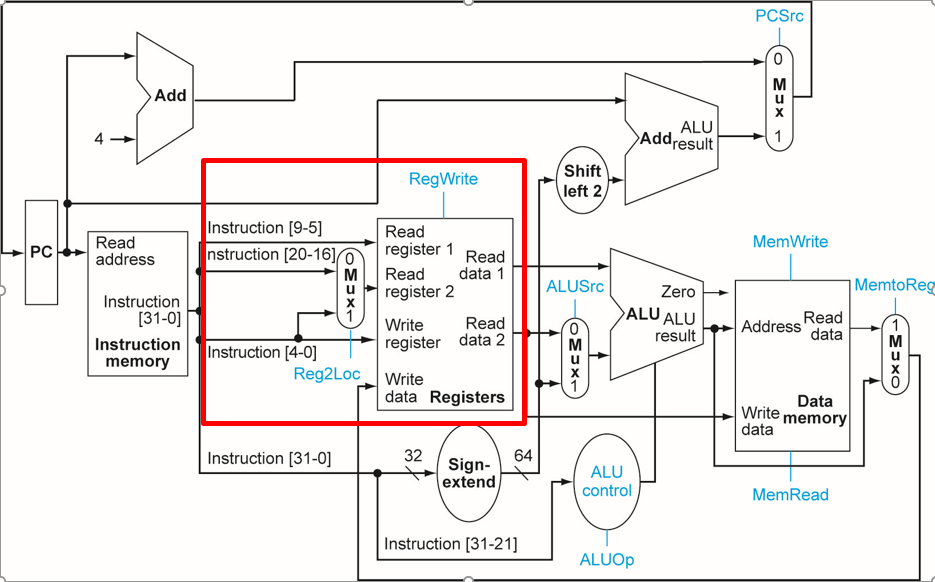 PCSrc
0
Mux
1
Add
4
Add
ALU
result
Shift
left 2
RegWrite
PC
Read
address
Instruction
[31-0]
Instruction
memory
Instruction [9-5]
nstruction [20-16]
0
Mux
1
Instruction [4-0]
Reg2Loc
Read
register 1
Read
register 2
Write
register
Write
data
Read
data 1
Read
data 2
Registers
ALUSrc
0
Mux
1
Zero
ALU
ALU
result
MemWrite
Address
Read
data
Write
data
Data
memory
MemRead
MemtoReg
1
Mux
0
Instruction [31-0]
32
Sign-
extend
64
ALU
control
Instruction [31-21]
ALUOp